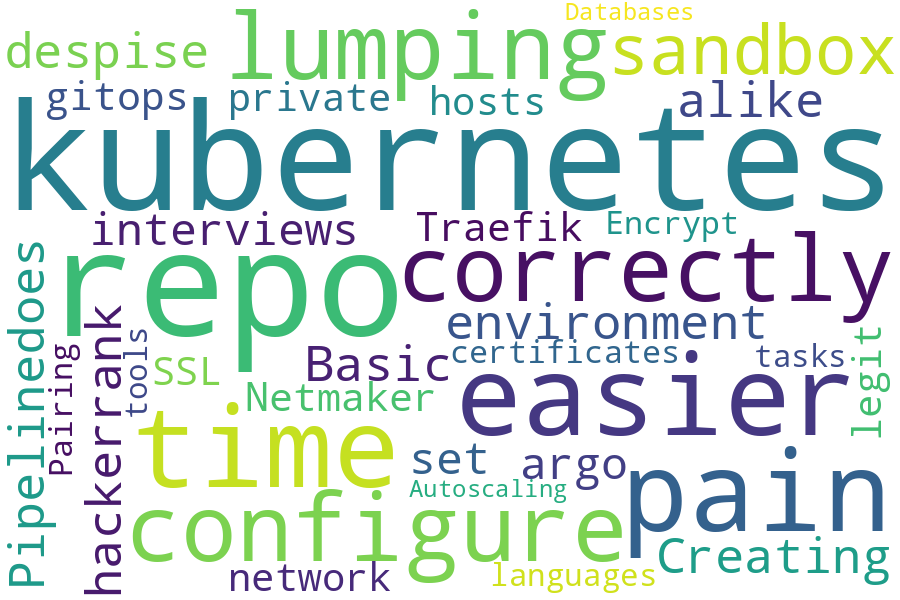 Databases
despise
lumping
sandbox
gitops
private
hosts
alike
kubernetes
interviews
Traefik
Encrypt
repo
correctly
Pipelinedoes
hackerrank
Pairing
tools
SSL
Basic
environment
certificates
tasks
legit
Netmaker
easier
time
set
argo
pain
Autoscaling
configure
Creating
network
languages